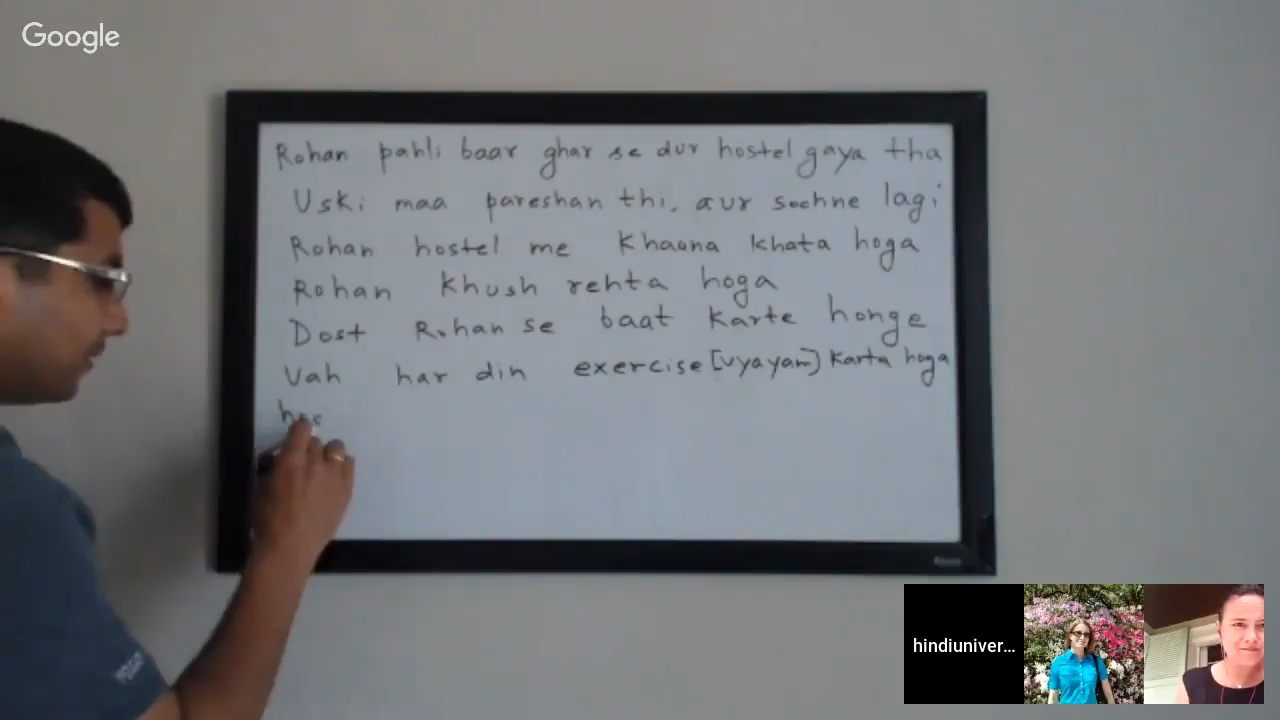 Google
Rohan pahli baar ghar se dur hostel gaya tha
Uski maa pareshan thi, aur sochne lagi
Rohan hostel me Khaana khata hoga
Rohan khush rehta hoga
Dost Rohan se baat karte honge
Vah har din exercise [vyayam] karta hoga
hos
hindiuniver...